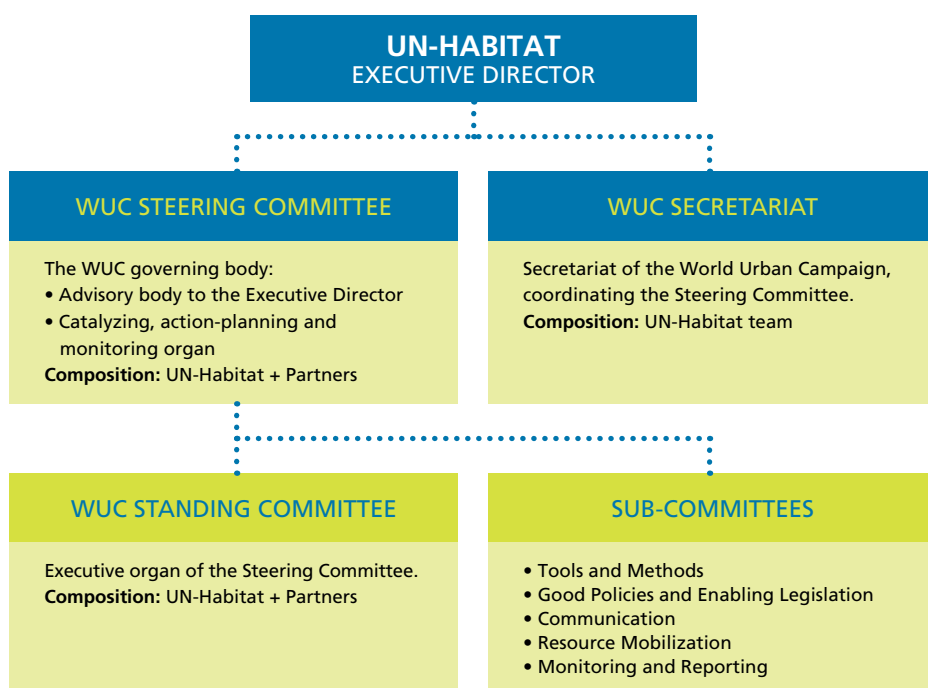 UN-HABITAT
EXECUTIVE DIRECTOR
WUC STEERING COMMITTEE
The WUC governing body:
• Advisory body to the Executive Director
• Catalyzing, action-planning and
monitoring organ
Composition: UN-Habitat + Partners
WUC SECRETARIAT
Secretariat of the World Urban Campaign,
coordinating the Steering Committee.
Composition: UN-Habitat team
WUC STANDING COMMITTEE
Executive organ of the Steering Committee.
Composition: UN-Habitat + Partners
SUB-COMMITTEES
• Tools and Methods
• Good Policies and Enabling Legislation
• Communication
• Resource Mobilization
• Monitoring and Reporting